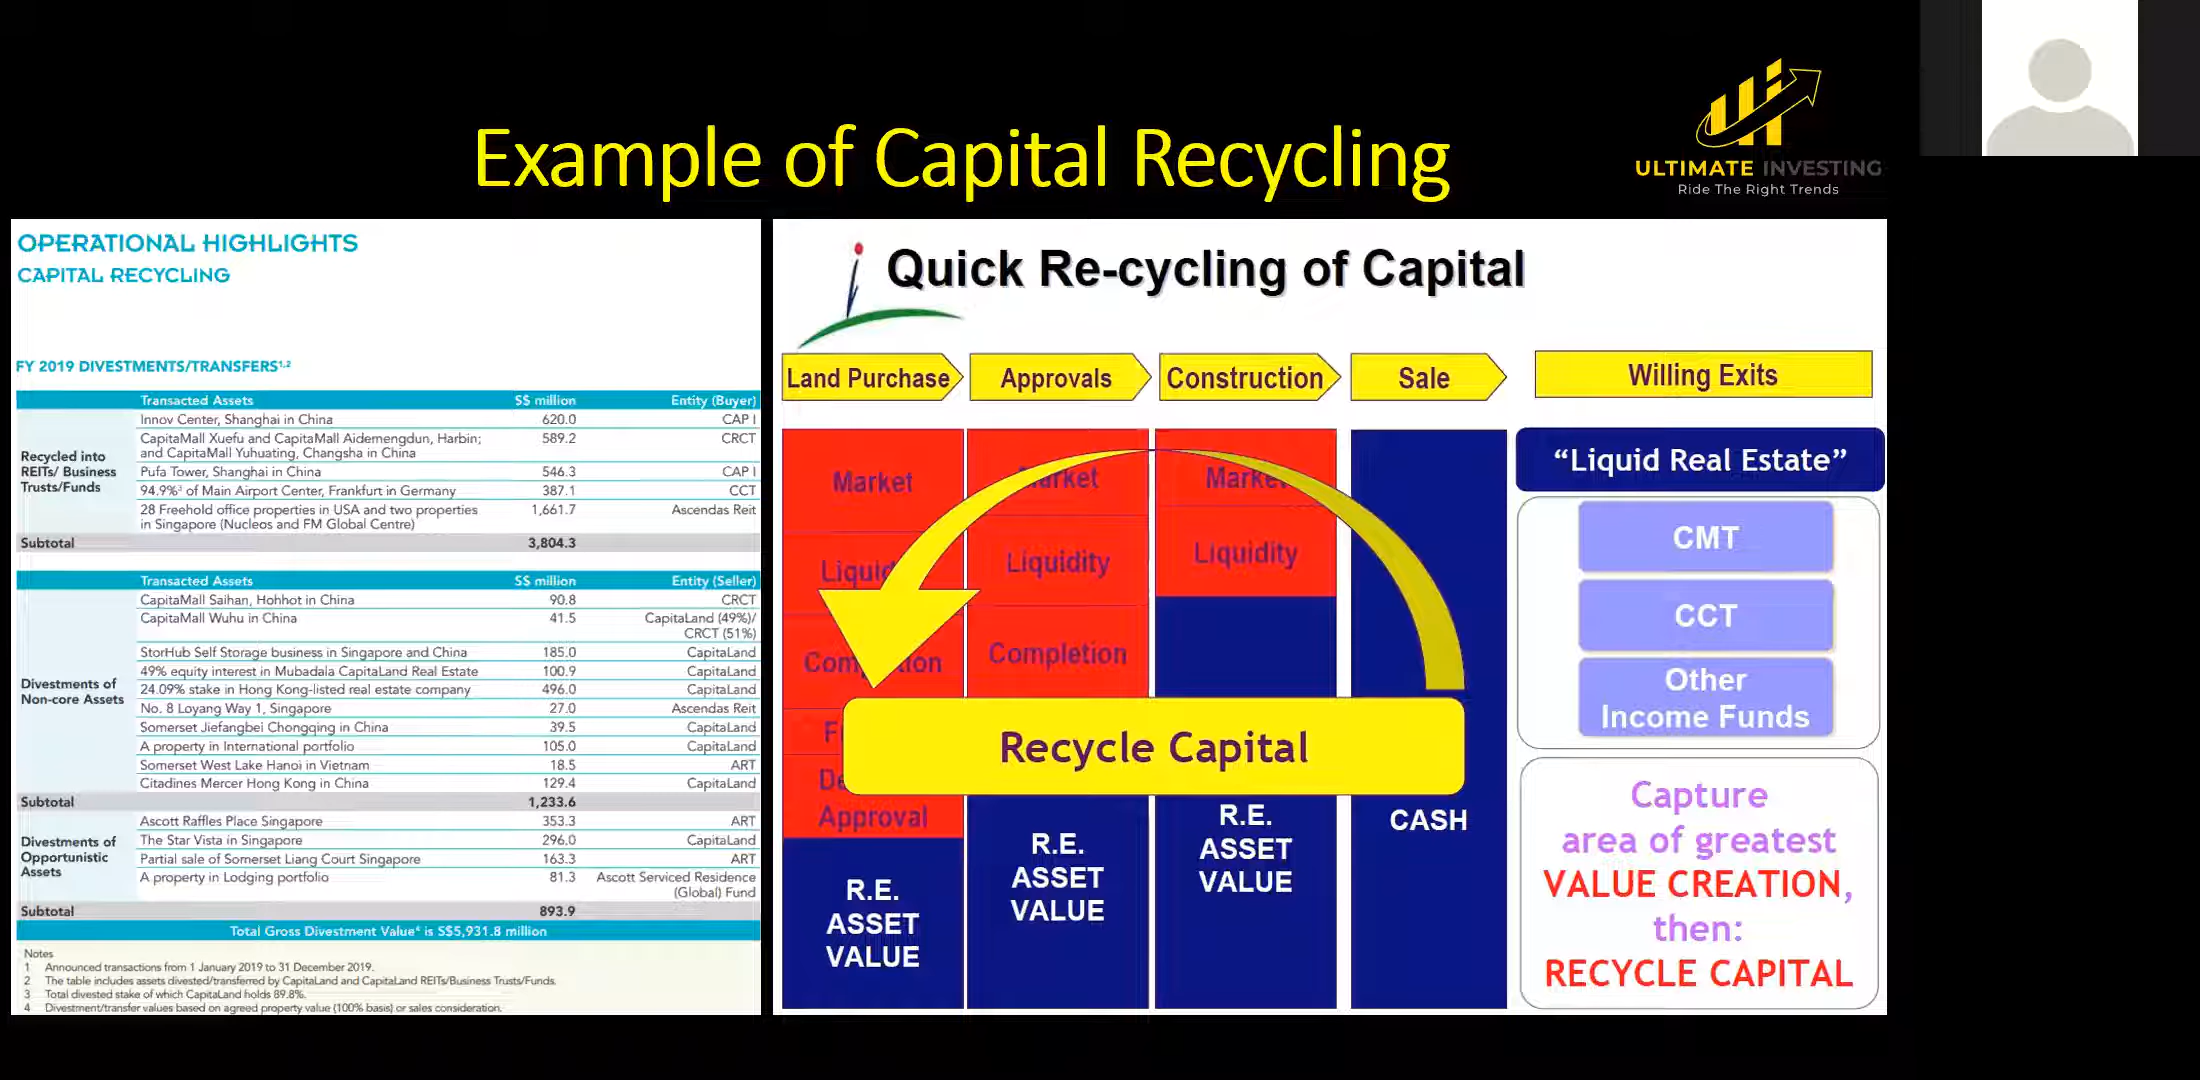 Example of Capital Recycling
ULTIMATE INVESTING
Ride The Right Trends
OPERATIONAL HIGHLIGHTS
CAPITAL RECYCLING
FY 2019 DIVESTMENTS/TRANSFERS1,2
Transacted Assets S$ million Entity (Buyer)
Recycled into
REITs/ Business
Trusts/Funds
Innov Center, Shanghai in China 620.0 CAP I
CapitaMall Xuefu and CapitaMall Aidemengdun, Harbin; 589.2 CRCT
and CapitaMall Yuhuating, Changsha in China
Pufa Tower, Shanghai in China 546.3 CAP I
94.9%3 of Main Airport Center, Frankfurt in Germany 387.1 CCT
28 Freehold office properties in USA and two properties 1,661.7 Ascendas Reit
in Singapore (Nucleos and FM Global Centre)
Subtotal 3,804.3
Transacted Assets S$ million Entity (Seller)
Divestments of
Non-core Assets
CapitaMall Saihan, Hohhot in China 90.8 CRCT
CapitaMall Wuhu in China 41.5 CapitaLand (49%)/
CRCT (51%)
StorHub Self Storage business in Singapore and China 185.0 CapitaLand
49% equity interest in Mubadala CapitaLand Real Estate 100.9 CapitaLand
24.09% stake in Hong Kong-listed real estate company 496.0 CapitaLand
No. 8 Loyang Way 1, Singapore 27.0 Ascendas Reit
Somerset Jiefangbei Chongqing in China 39.5 CapitaLand
A property in International portfolio 105.0 CapitaLand
Somerset West Lake Hanoi in Vietnam 18.5 ART
Citadines Mercer Hong Kong in China 129.4 CapitaLand
Subtotal 1,233.6
Divestments of
Opportunistic
Assets
Ascott Raffles Place Singapore 353.3 ART
The Star Vista in Singapore 296.0 CapitaLand
Partial sale of Somerset Liang Court Singapore 163.3 ART
A property in Lodging portfolio 81.3 Ascott Serviced Residence
(Global) Fund
Subtotal 893.9
Total Gross Divestment Value4 is S$5,931.8 million
Notes
1 Announced transactions from 1 January 2019 to 31 December 2019.
2 The table includes assets divested/transferred by CapitaLand and CapitaLand REITs/Business Trusts/Funds.
3 Total divested stake of which CapitaLand holds 89.8%.
4 Divestment/transfer values based on agreed property value (100% basis) or sales consideration.
Quick Re-cycling of Capital
Land Purchase
Approvals
Construction
Sale
Willing Exits
Market
Approval
R.E.
ASSET
VALUE
Liquidity
Completion
R.E.
ASSET
VALUE
Liquidity
R.E.
ASSET
VALUE
CASH
Recycle Capital
“Liquid Real Estate”
CMT
CCT
Other
Income Funds
Capture
area of greatest
VALUE CREATION,
then:
RECYCLE CAPITAL